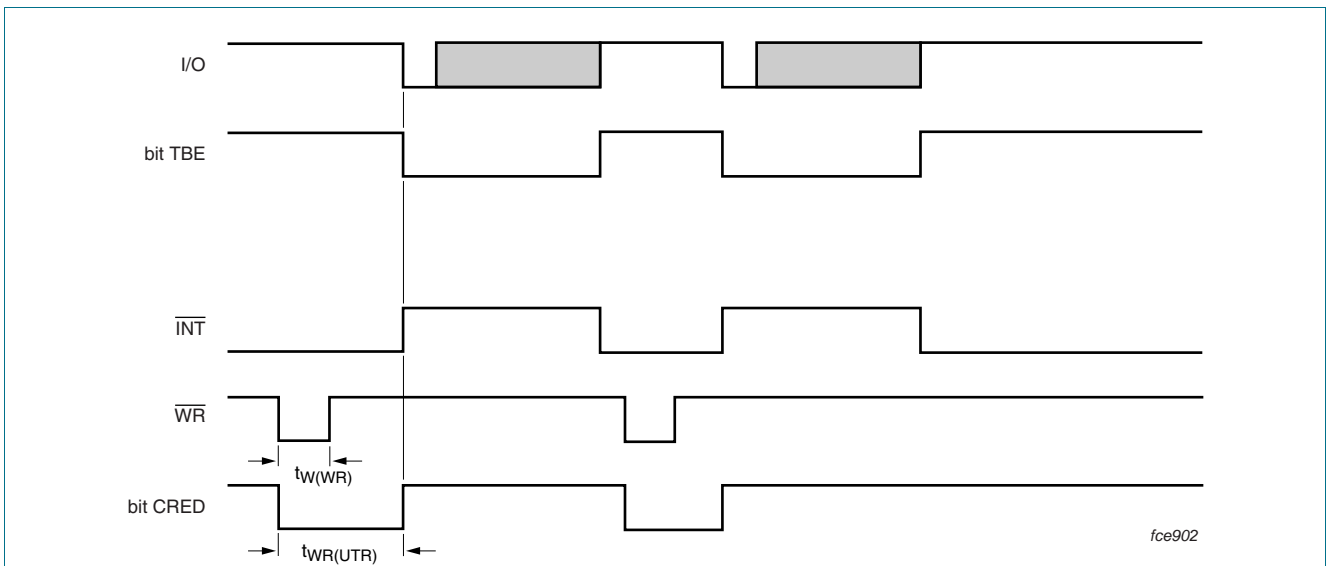 I/O
bit TBE
INT
WR
tW(WR)
bit CRED
tWR(UTR)
fce902